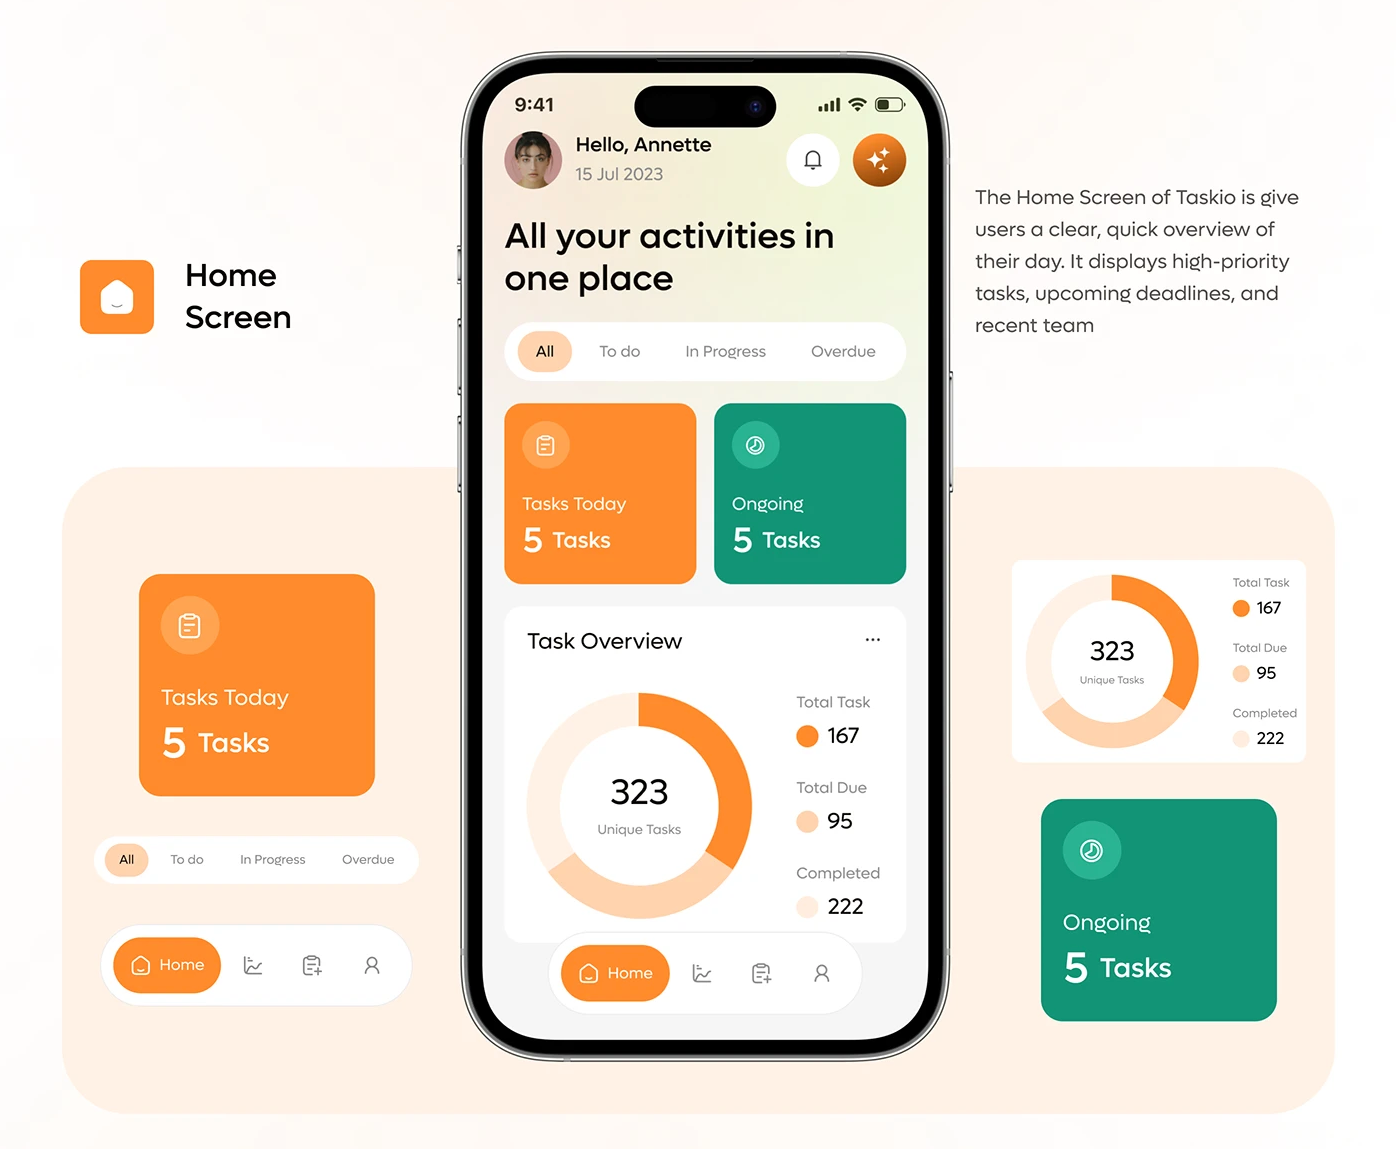 Home
Screen
9:41
Hello, Annette
15 Jul 2023
All your activities in
one place
All To do In Progress Overdue
Tasks Today
5 Tasks
Ongoing
5 Tasks
Task Overview
323
Unique Tasks
Total Task
167
Total Due
95
Completed
222
Home
The Home Screen of Taskio is give
users a clear, quick overview of
their day. It displays high-priority
tasks, upcoming deadlines, and
recent team
Tasks Today
5 Tasks
All To do In Progress Overdue
Home
323
Unique Tasks
Total Task
167
Total Due
95
Completed
222
Ongoing
5 Tasks